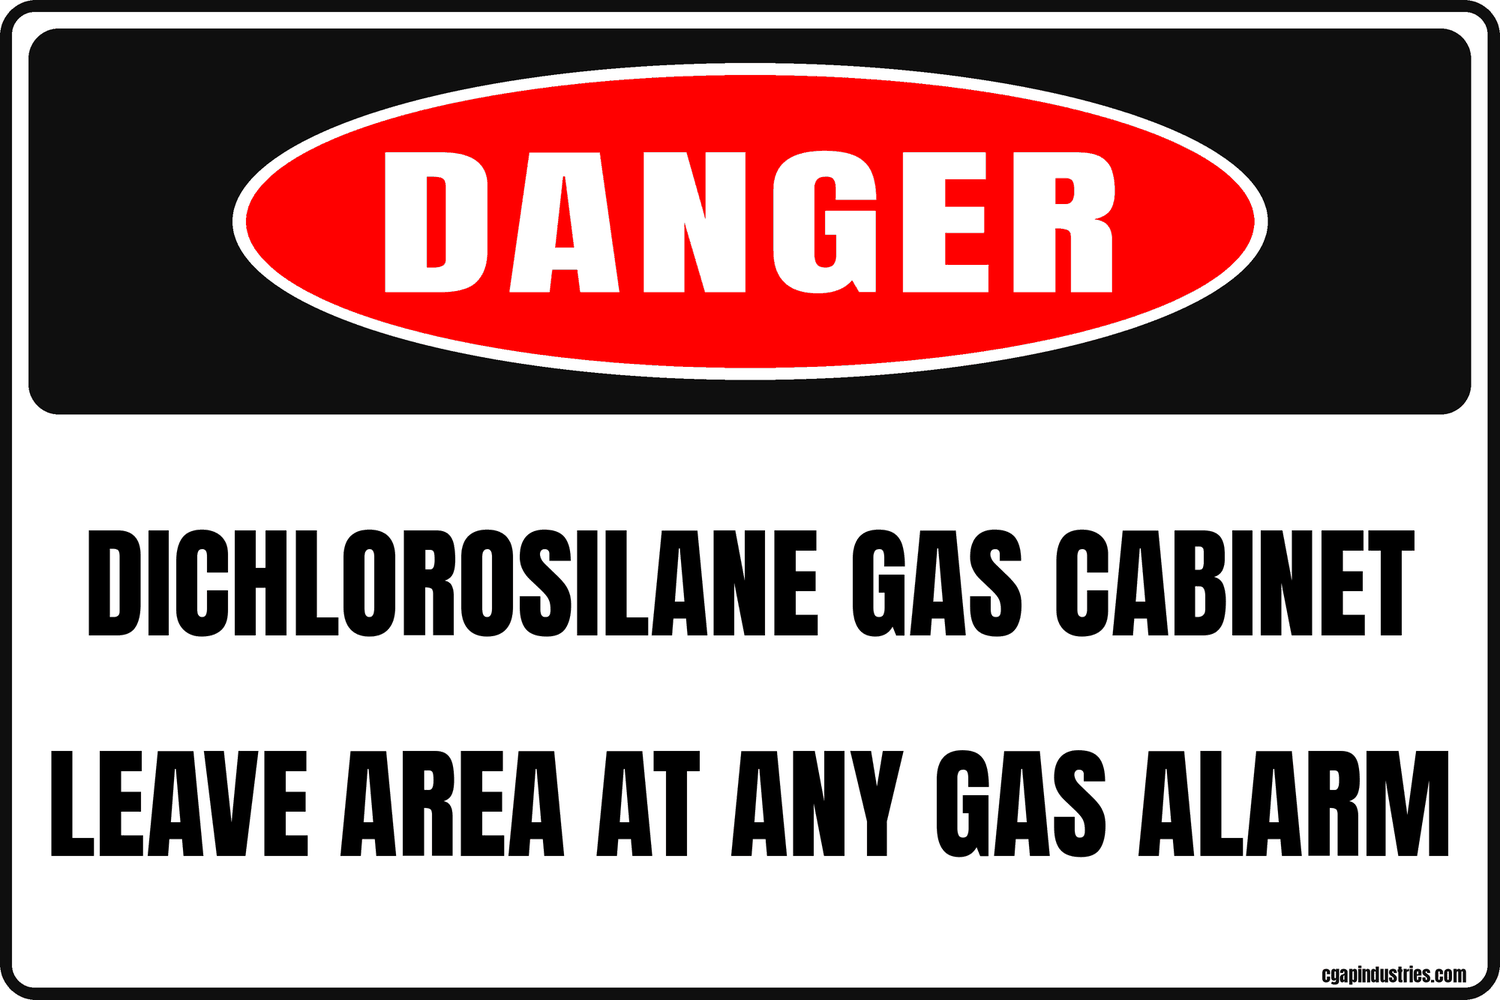 DANGER
DICHLOROSILANE GAS CABINET
LEAVE AREA AT ANY GAS ALARM
cgapindustries.com